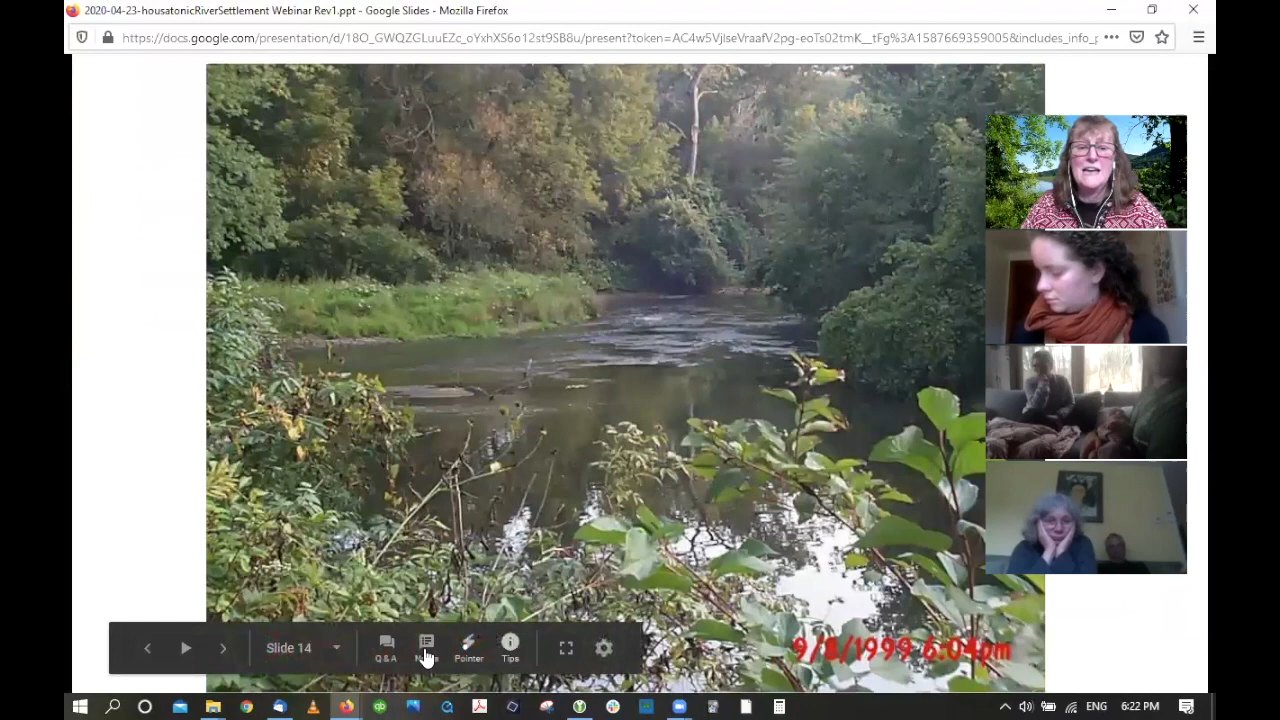 2020-04-23-housatonicRiverSettlement Webinar Rev1.ppt - Google Slides - Mozilla Firefox
https://docs.google.com/presentation/d/18O_GWQZGLuuEZc_oYxhXS6o12st9SB8u/present?token=AC4w5VjlseVraafV2pg-eoTs02tmK__tFg%3A1587669359005&includes_info_p
9/8/1999 6:04pm
Slide 14
Q & A
Pointer
Tips
ENG
6:22 PM